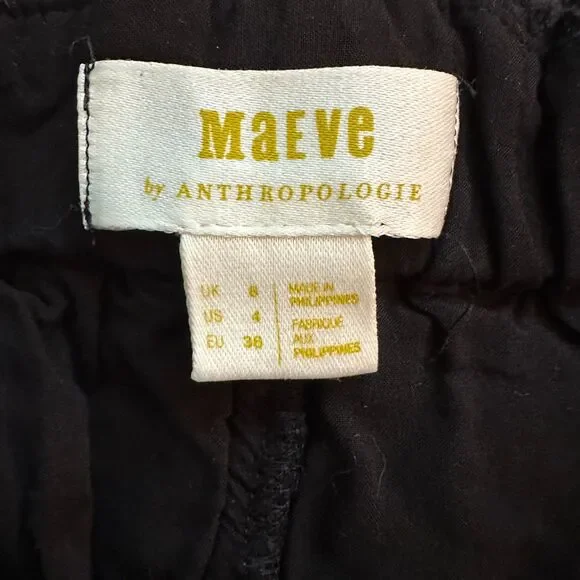 MaEVe
by ANTHROPOLOGIE
UK 8
US 4
EU 36
MADE IN
PHILIPPINES
FABRIQUÉ
AUX
PHILIPPINES